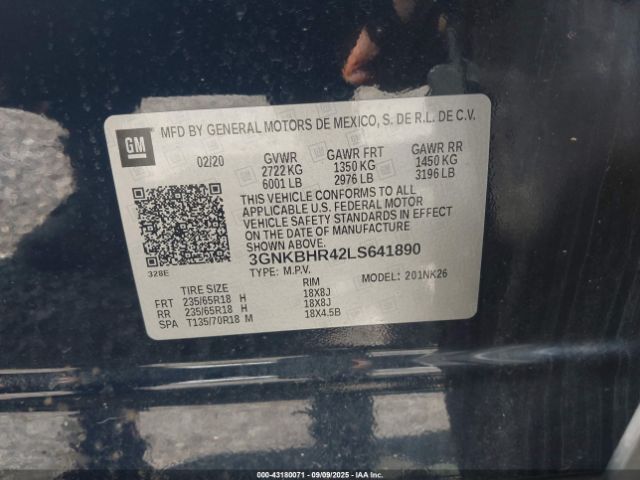 GM
MFD BY GENERAL MOTORS DE MEXICO, S. DE R.L. DE C.V.
02/20 GVWR GAWR FRT GAWR RR
2722 KG 1350 KG 1450 KG
6001 LB 2976 LB 3196 LB
THIS VEHICLE CONFORMS TO ALL
APPLICABLE U.S. FEDERAL MOTOR
VEHICLE SAFETY STANDARDS IN EFFECT
ON THE DATE OF MANUFACTURE SHOWN ABOVE.
3GNKBHR42LS641890
328E
TYPE: M.P.V. MODEL: 201NK26
TIRE SIZE RIM
FRT 235/65R18 H 18X8J
RR 235/65R18 H 18X8J
SPA T135/70R18 M 18X4.5B
000-43180071 - 09/09/2025 - IAAI.COM